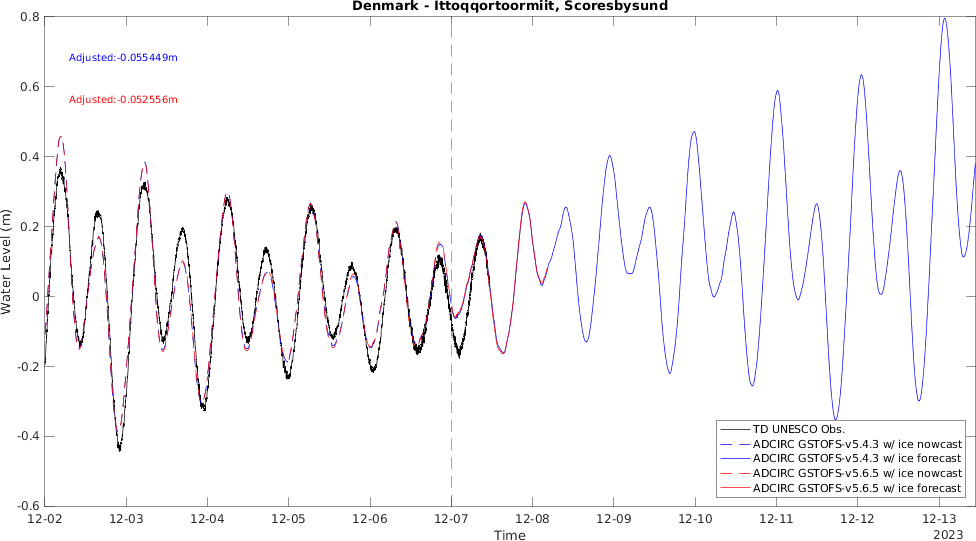 Denmark - Ittoqqortoormiit, Scoresbysund
Adjusted:-0.055449m
Adjusted:-0.052556m
Water Level (m)
0.8
0.6
0.4
0.2
0
-0.2
-0.4
-0.6
TD UNESCO Obs.
ADCIRC GSTOFS-v5.4.3 w/ ice nowcast
ADCIRC GSTOFS-v5.4.3 w/ ice forecast
ADCIRC GSTOFS-v5.6.5 w/ ice nowcast
ADCIRC GSTOFS-v5.6.5 w/ ice forecast
12-02 12-03 12-04 12-05 12-06 12-07 12-08 12-09 12-10 12-11 12-12 12-13
2023
Time